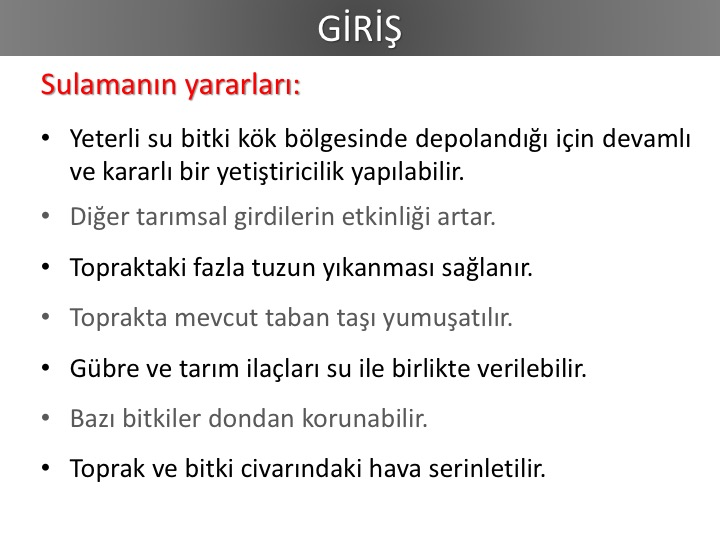 GİRİŞ
Sulamanın yararları:
• Yeterli su bitki kök bölgesinde depolandığı için devamlı
ve kararlı bir yetiştiricilik yapılabilir.
• Diğer tarımsal girdilerin etkinliği artar.
• Topraktaki fazla tuzun yıkanması sağlanır.
• Toprakta mevcut taban taşı yumuşatılır.
• Gübre ve tarım ilaçları su ile birlikte verilebilir.
• Bazı bitkiler dondan korunabilir.
• Toprak ve bitki civarındaki hava serinletilir.